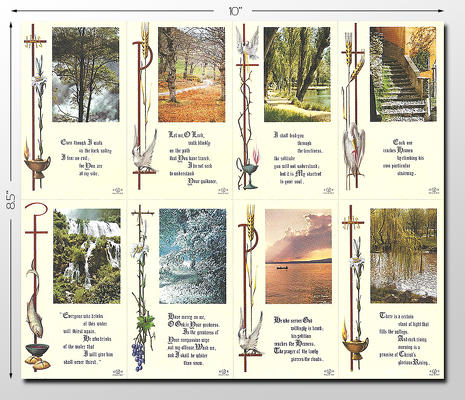 10"
8.5"
Even though I walk
in the dark valley
I fear no evil;
for You are
at my side.
Let me, O Lord,
walk blindly
on the path
that You have traced.
I do not seek
to understand
Your guidance,
I shall lead you
through
the loneliness,
the solitude
you will not understand;
but it is My shortcut
to your soul.
Each one
reaches Heaven
by climbing his
own particular
stairway.
"Everyone who drinks
of this water
will thirst again.
He who drinks
of the water that
I will give him
shall never thirst."
Have mercy on me,
O God in Your goodness.
In the greatness of
Your compassion wipe
out my offense. Wash me,
and I shall be whiter
than snow.
He who serves God
willingly is heard;
his petition
reaches the Heavens.
The prayer of the lowly
pierces the clouds.
There is a certain
slant of light that
fills the valleys.
And each rising
morning is a
promise of Christ's
glorious Rising.